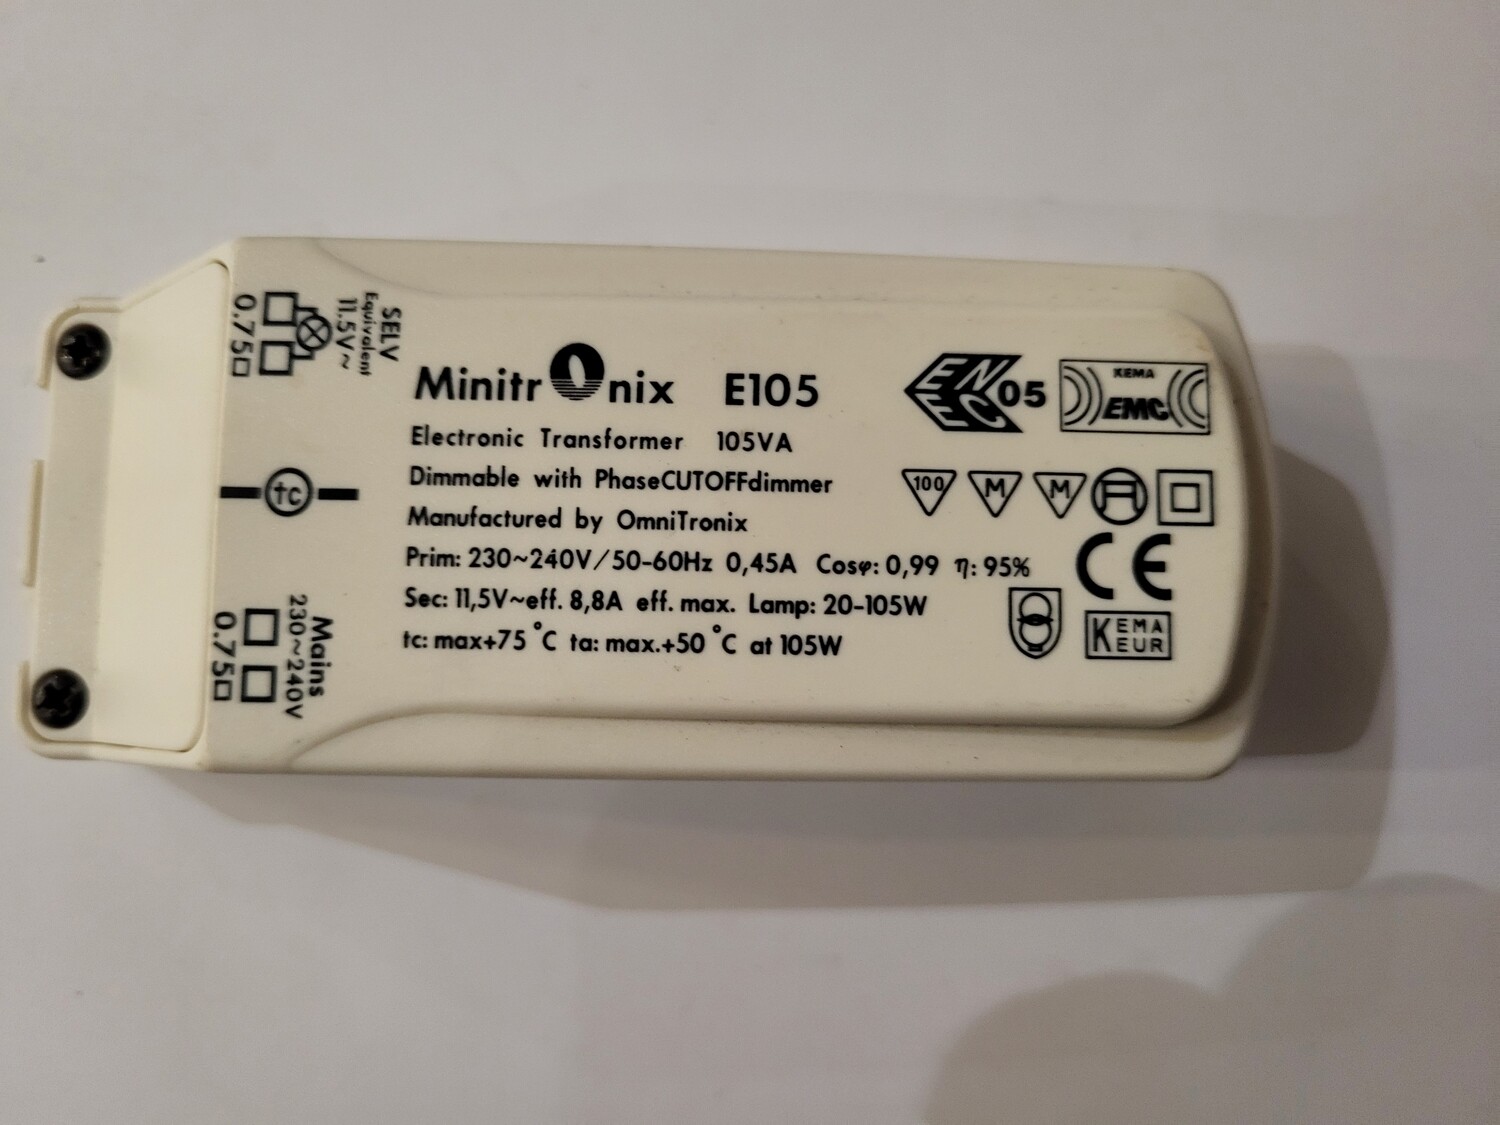 SELV
Equivalent
11.5V~
0.75
tc
Mains
230~240V
0.75
Minitronix E105
Electronic Transformer 105VA
Dimmable with PhaseCUTOFFdimmer
Manufactured by OmniTronix
Prim: 230~240V/50-60Hz 0,45A Cosφ: 0,99 η: 95%
Sec: 11,5V~eff. 8,8A eff. max. Lamp: 20-105W
tc: max+75 °C ta: max.+50 °C at 105W
ENEC 05
KEMA
EMC
100 M M
CE
KEMA
EUR